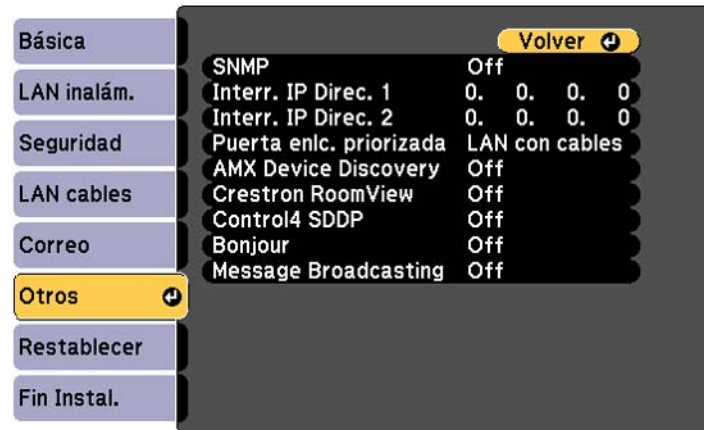 Básica
LAN inalám.
Seguridad
LAN cables
Correo
Otros
Restablecer
Fin Instal.
Volver
SNMP Off
Interr. IP Direc. 1 0. 0. 0. 0
Interr. IP Direc. 2 0. 0. 0. 0
Puerta enlc. priorizada LAN con cables
AMX Device Discovery Off
Crestron RoomView Off
Control4 SDDP Off
Bonjour Off
Message Broadcasting Off